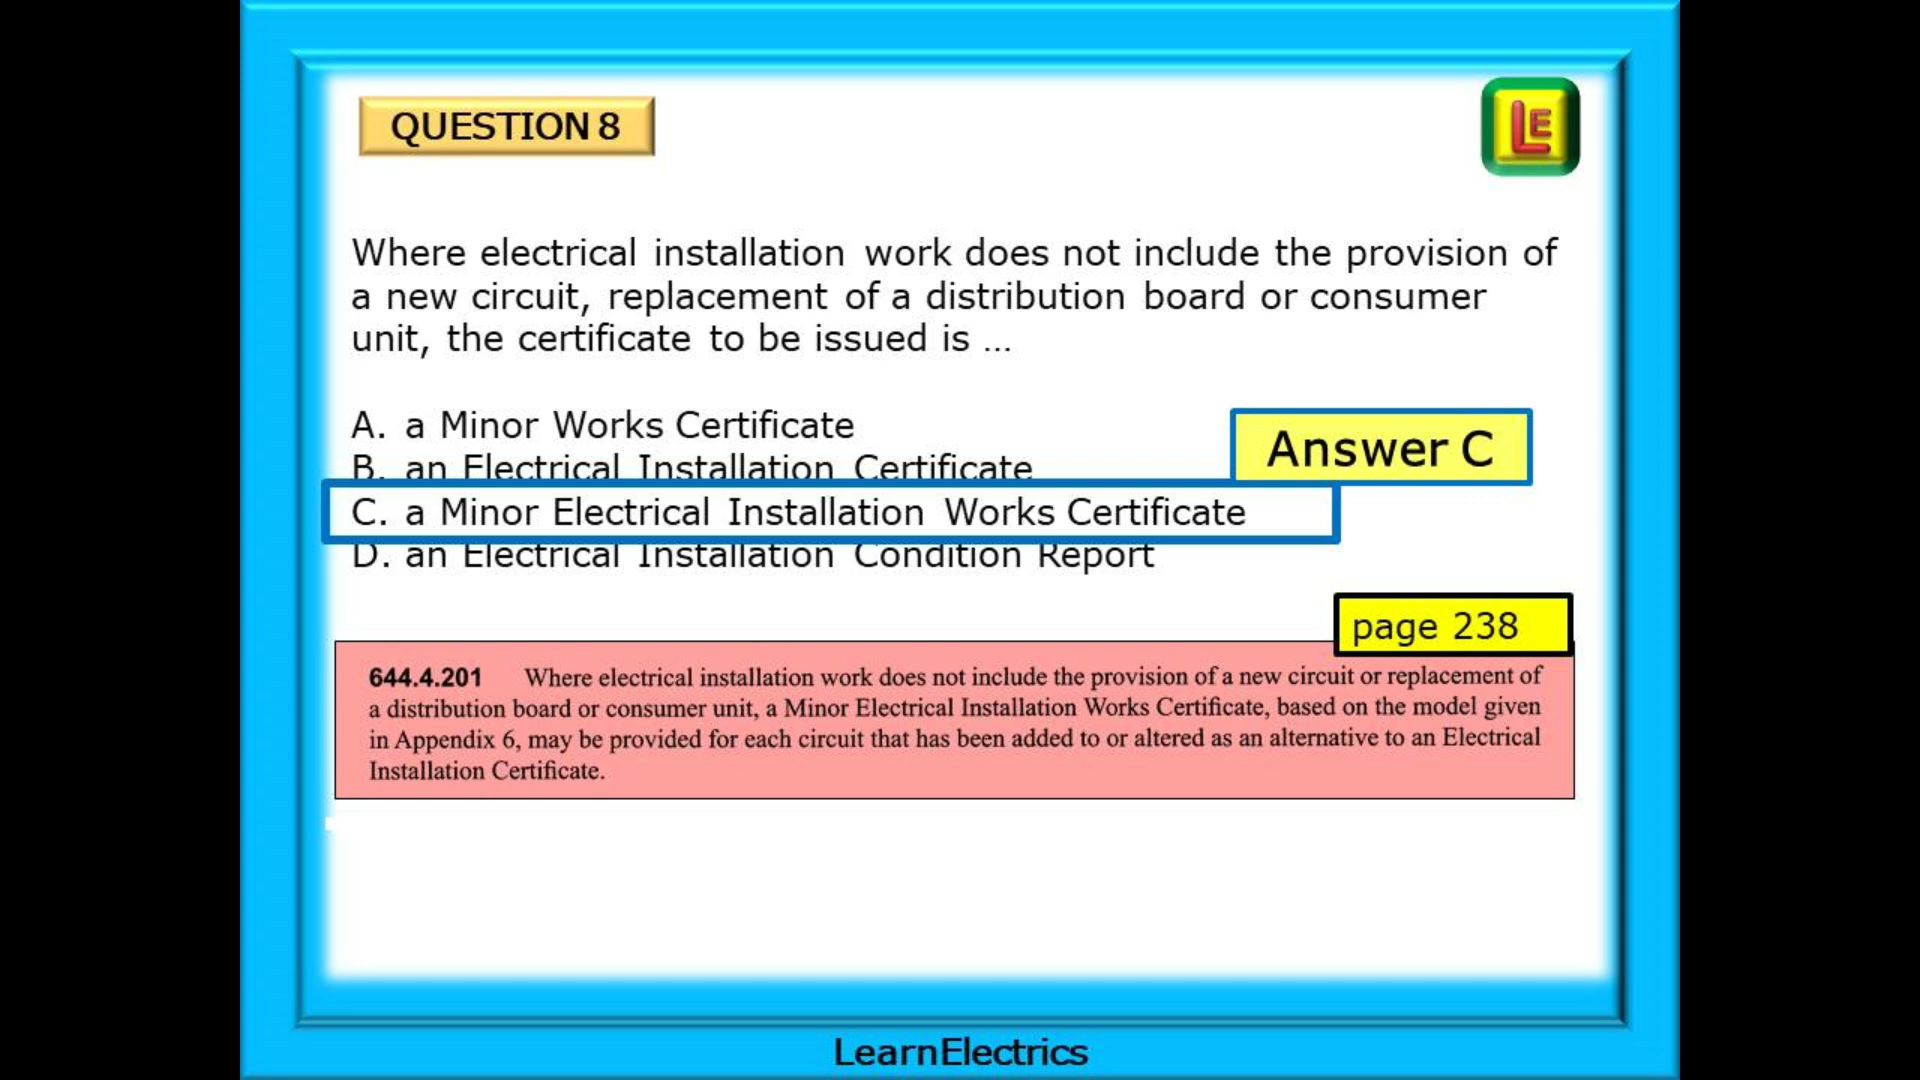 QUESTION 8
LE
Where electrical installation work does not include the provision of
a new circuit, replacement of a distribution board or consumer
unit, the certificate to be issued is ...
A. a Minor Works Certificate
Answer C
B. an Electrical Installation Certificate
C. a Minor Electrical Installation Works Certificate
D. an Electrical Installation Condition Report
page 238
644.4.201 Where electrical installation work does not include the provision of a new circuit or replacement of
a distribution board or consumer unit, a Minor Electrical Installation Works Certificate, based on the model given
in Appendix 6, may be provided for each circuit that has been added to or altered as an alternative to an Electrical
Installation Certificate.
LearnElectrics